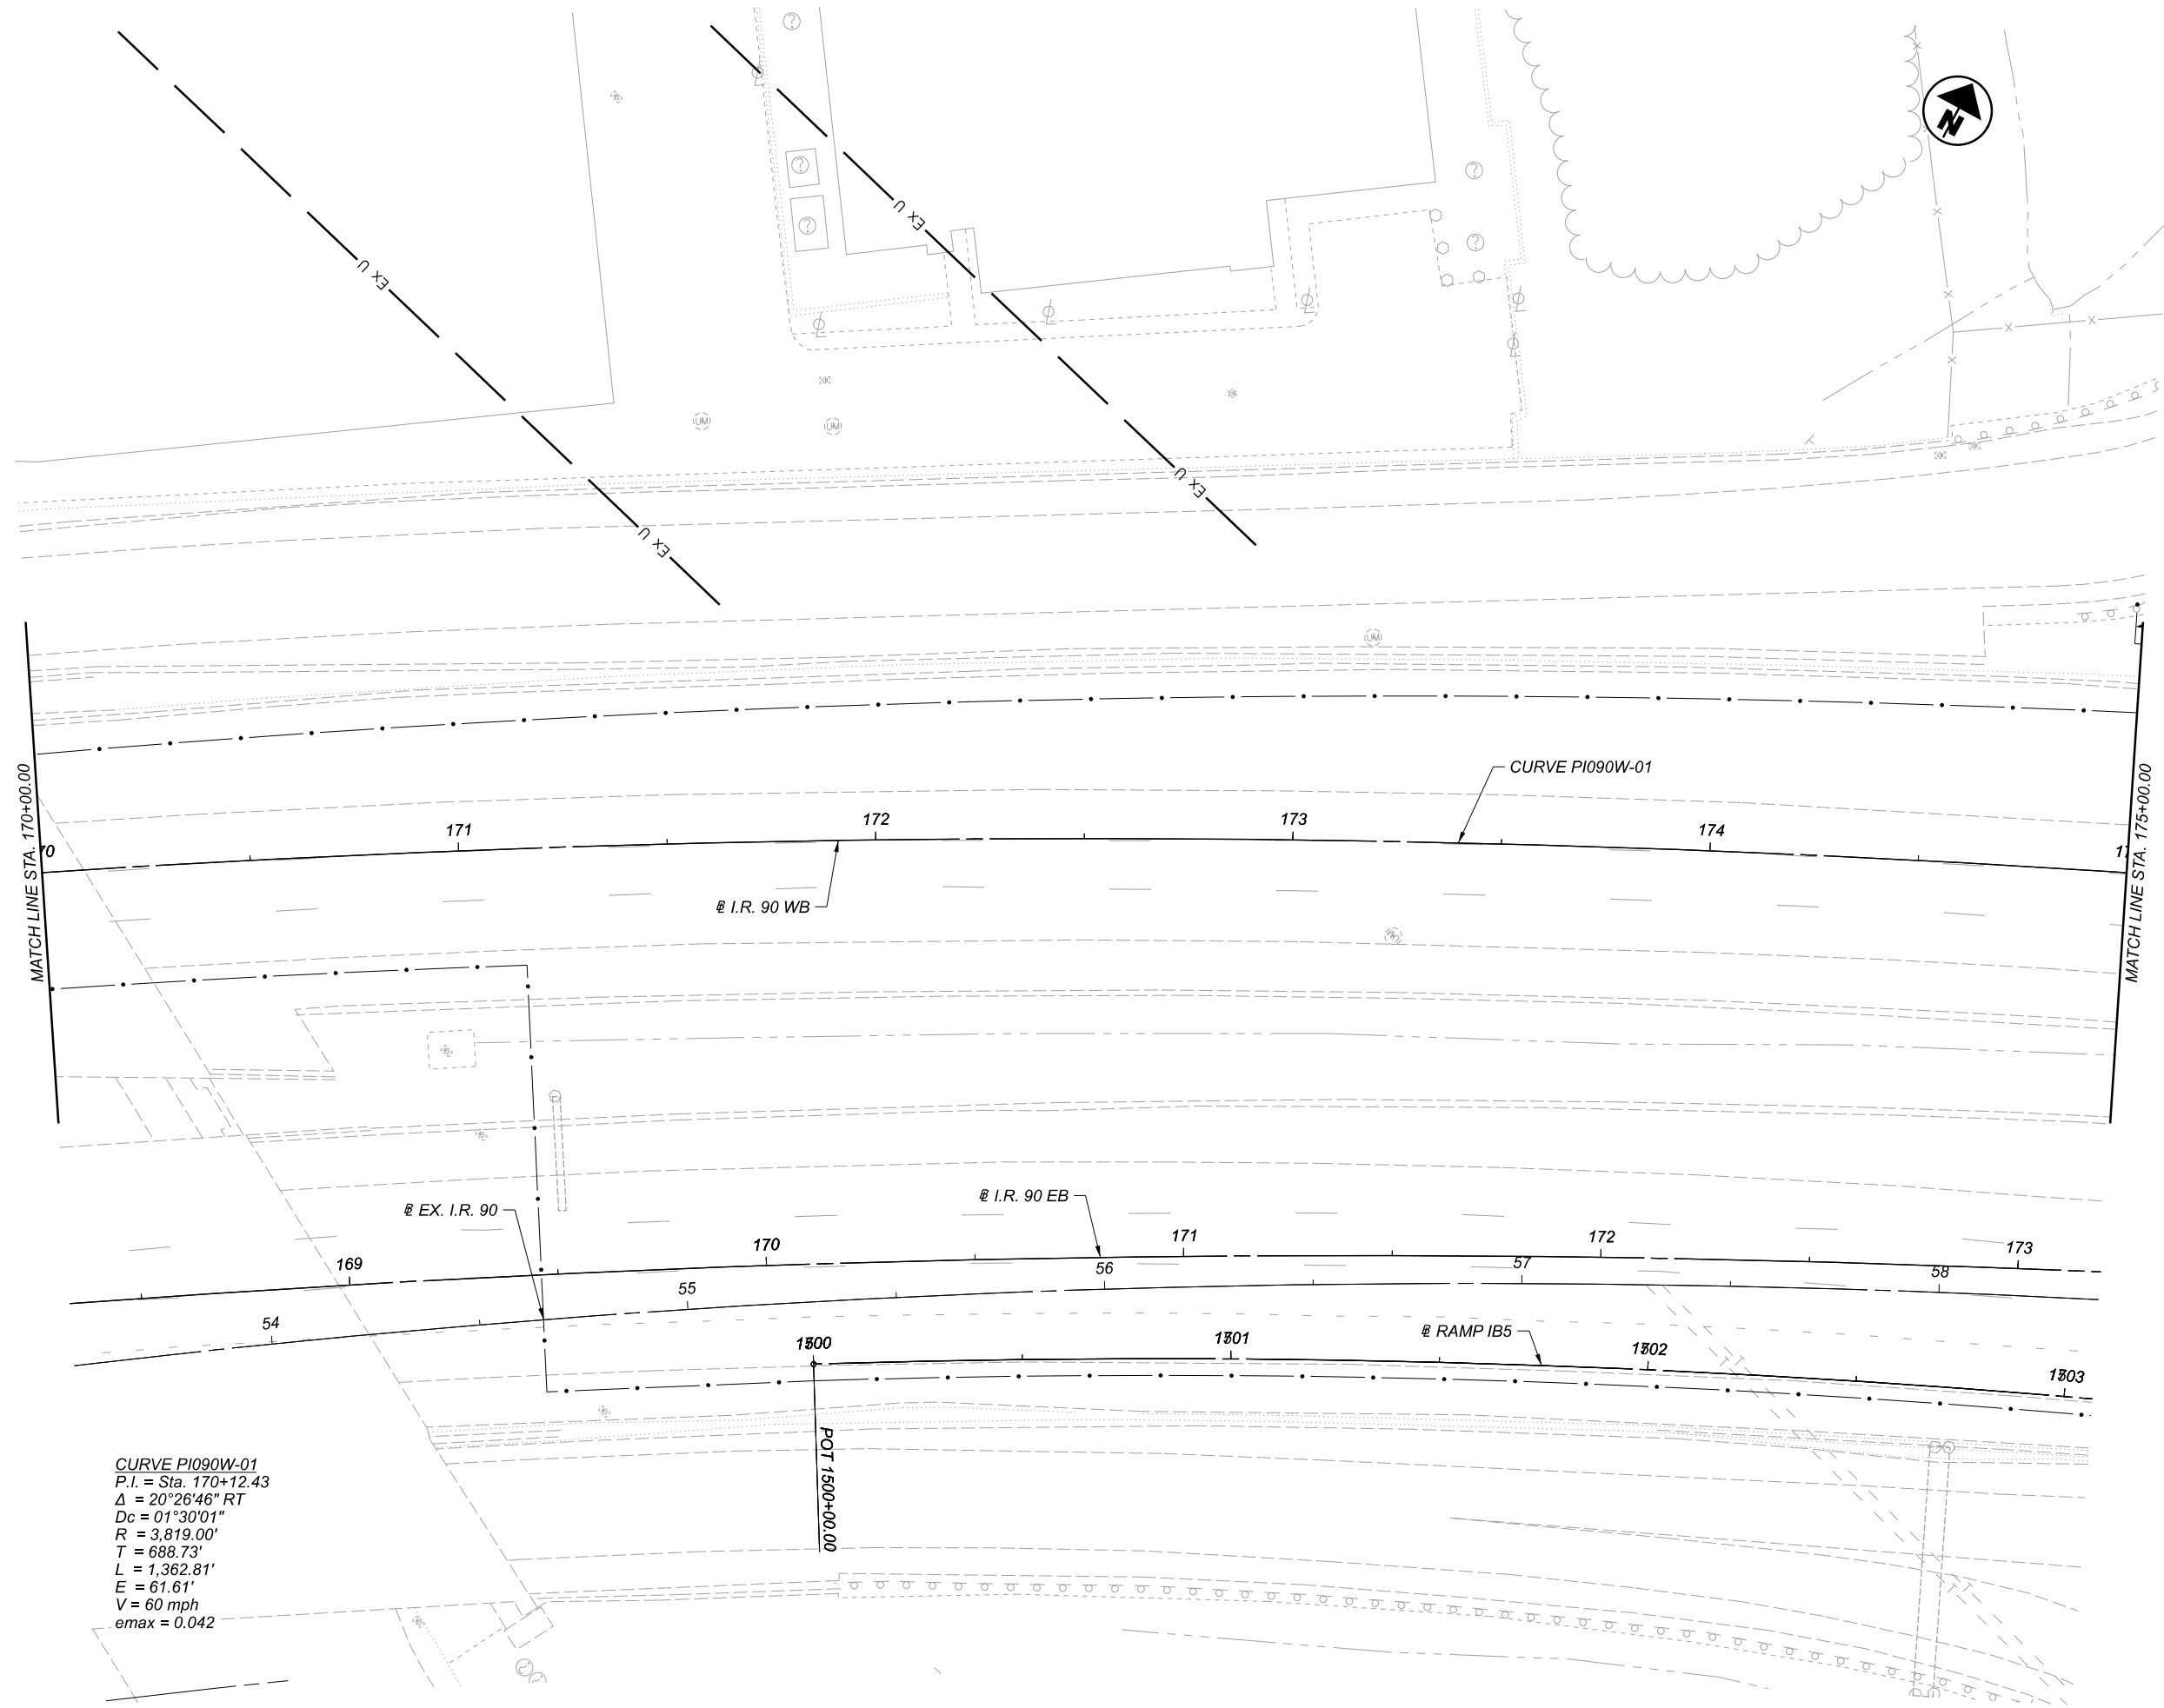 N
EX U
EX U
EX U
EX U
MATCH LINE STA. 170+00.00
MATCH LINE STA. 175+00.00
CURVE PI090W-01
70
171
172
173
174
17
I.R. 90 WB
UM
UM
UM
EX. I.R. 90
I.R. 90 EB
169
170
171
172
173
54
55
56
57
58
RAMP IB5
POT 1500+00.00
CURVE PI090W-01
P.I. = Sta. 170+12.43
Δ = 20°26'46" RT
Dc = 01°30'01"
R = 3,819.00'
T = 688.73'
L = 1,362.81'
E = 61.61'
V = 60 mph
emax = 0.042